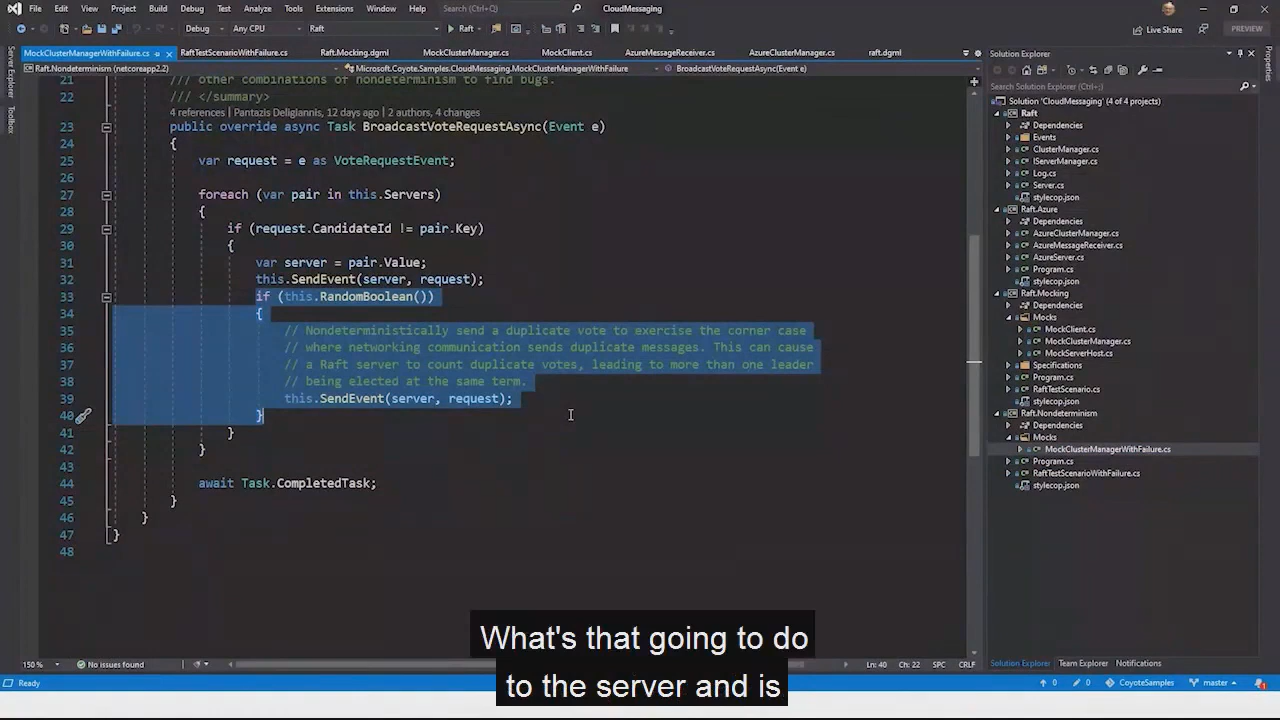 File Edit View Project Build Debug Test Analyze Tools Extensions Window Help Search (Ctrl+Q) CloudMessaging
Debug Any CPU Raft Raft Live Share PREVIEW
MockClusterManagerWithFailure.cs RaftTestScenarioWithFailure.cs Raft.Mocking.dgml MockClusterManager.cs MockClient.cs AzureMessageReceiver.cs AzureClusterManager.cs raft.dgml
Raft.Nondeterminism (netcoreapp2.2) Microsoft.Coyote.Samples.CloudMessaging.MockClusterManagerWithFailure BroadcastVoteRequestAsync(Event e)
Server Explorer
Toolbox
21 /// other combinations of nondeterminism to find bugs.
22 /// </summary>
4 references | Pantazis Deligiannis, 12 days ago | 2 authors, 4 changes
23 public override async Task BroadcastVoteRequestAsync(Event e)
24 {
25 var request = e as VoteRequestEvent;
26
27 foreach (var pair in this.Servers)
28 {
29 if (request.CandidateId != pair.Key)
30 {
31 var server = pair.Value;
32 this.SendEvent(server, request);
33 if (this.RandomBoolean())
34 {
35 // Nondeterministically send a duplicate vote to exercise the corner case
36 // where networking communication sends duplicate messages. This can cause
37 // a Raft server to count duplicate votes, leading to more than one leader
38 // being elected at the same term.
39 this.SendEvent(server, request);
40 }
41 }
42 }
43
44 await Task.CompletedTask;
45 }
46 }
47 }
48
150 % No issues found Ln: 40 Ch: 22 SPC CRLF
Solution Explorer
Search Solution Explorer (Ctrl+;)
Solution 'CloudMessaging' (4 of 4 projects)
Raft
Dependencies
Events
ClusterManager.cs
IServerManager.cs
Log.cs
Server.cs
stylecop.json
Raft.Azure
Dependencies
AzureClusterManager.cs
AzureMessageReceiver.cs
AzureServer.cs
Program.cs
stylecop.json
Raft.Mocking
Dependencies
Mocks
MockClient.cs
MockClusterManager.cs
MockServerHost.cs
Specifications
Program.cs
RaftTestScenario.cs
stylecop.json
Raft.Nondeterminism
Dependencies
Mocks
MockClusterManagerWithFailure.cs
Program.cs
RaftTestScenarioWithFailure.cs
stylecop.json
Solution Explorer Team Explorer Notifications
Properties
Ready 0 0 CoyoteSamples master 1
What's that going to do
to the server and is